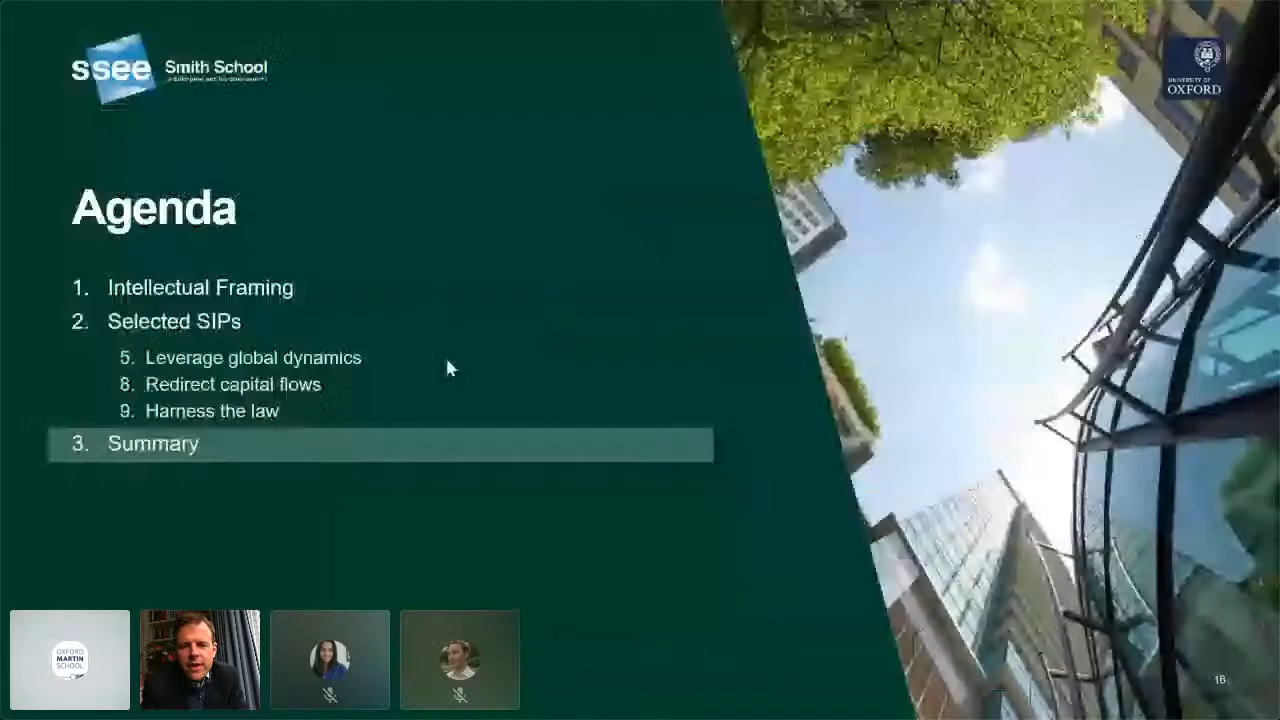 ssee
Smith School
UNIVERSITY OF
OXFORD
Agenda
1. Intellectual Framing
2. Selected SIPs
5. Leverage global dynamics
8. Redirect capital flows
9. Harness the law
3. Summary
OXFORD
MARTIN
SCHOOL
18